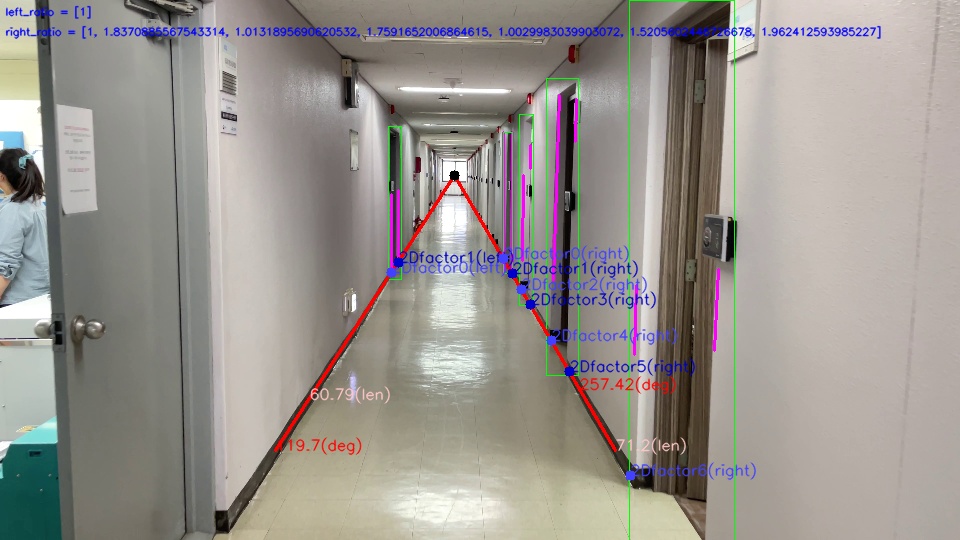 left_ratio = [1]
right_ratio = [1, 1.8370885567543314, 1.0131895690620532, 1.7591652006864615, 1.0029983039903072, 1.962412593985227]
2Dfactor0(right)
2Dfactor1(left)
2Dfactor0(left)
2Dfactor1(right)
2Dfactor2(right)
2Dfactor3(right)
2Dfactor4(right)
2Dfactor5(right)
257.42(deg)
60.79(len)
19.7(deg)
71.2(len)
2Dfactor6(right)